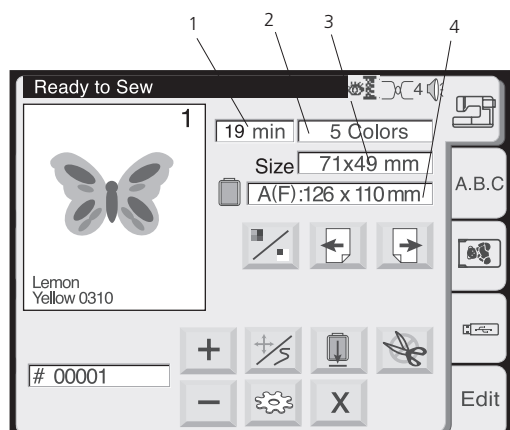 1 2 3 4
Ready to Sew
4
1
19 min 5 Colors
Size 71x49 mm
A.B.C
A(F):126 x 110 mm
Lemon
Yellow 0310
+
# 00001
− X
Edit